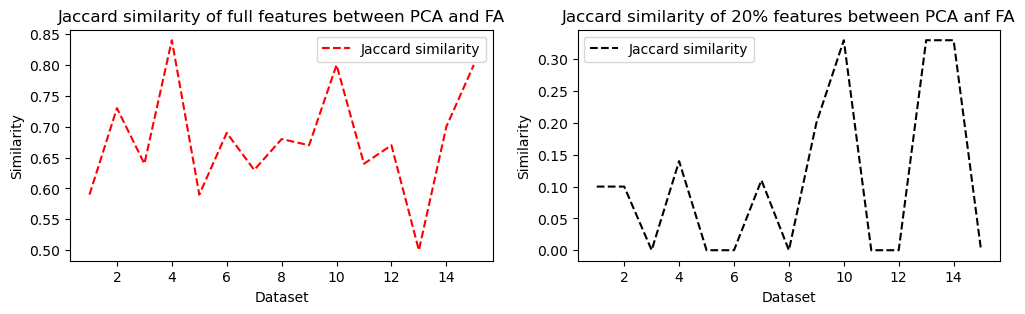 Jaccard similarity of full features between PCA and FA
Jaccard similarity
0.85
0.80
0.75
0.70
0.65
0.60
0.55
0.50
Similarity
2 4 6 8 10 12 14
Dataset
Jaccard similarity of 20% features between PCA anf FA
Jaccard similarity
0.30
0.25
0.20
0.15
0.10
0.05
0.00
Similarity
2 4 6 8 10 12 14
Dataset